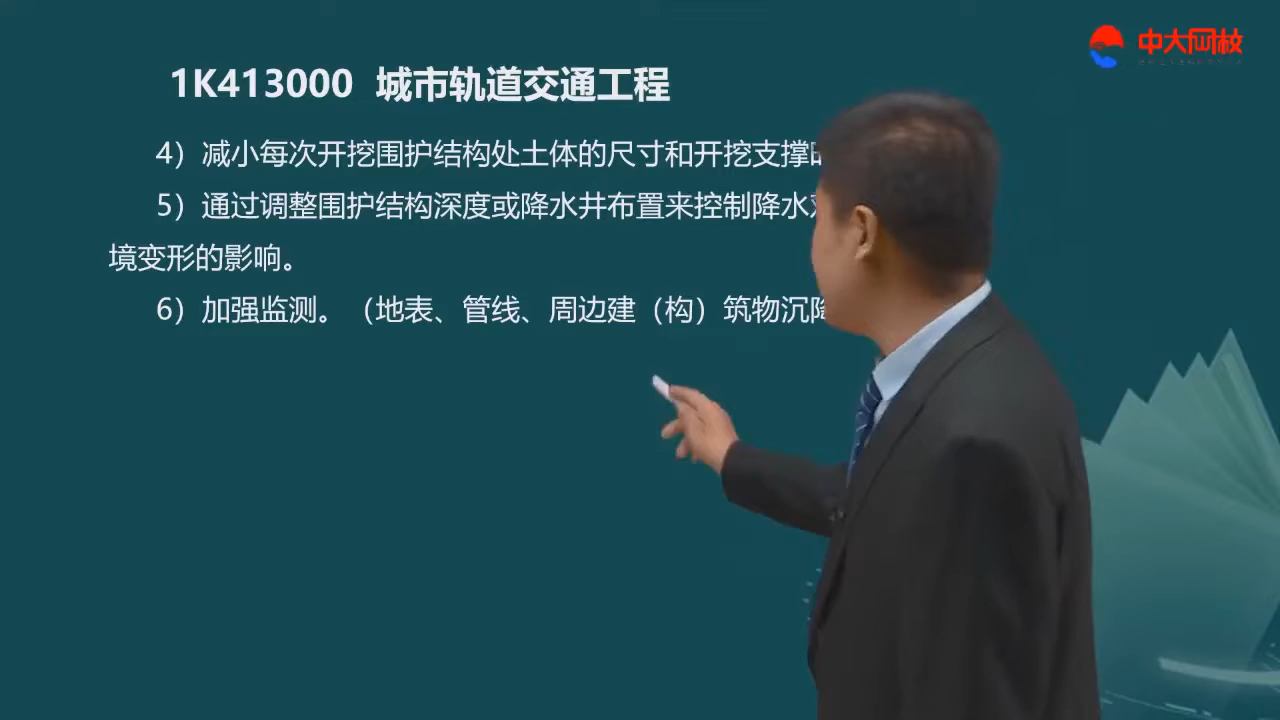 中大网校
1K413000 城市轨道交通工程
4）减小每次开挖围护结构处土体的尺寸和开挖支撑
5）通过调整围护结构深度或降水井布置来控制降水
境变形的影响。
6）加强监测。（地表、管线、周边建（构）筑物沉降